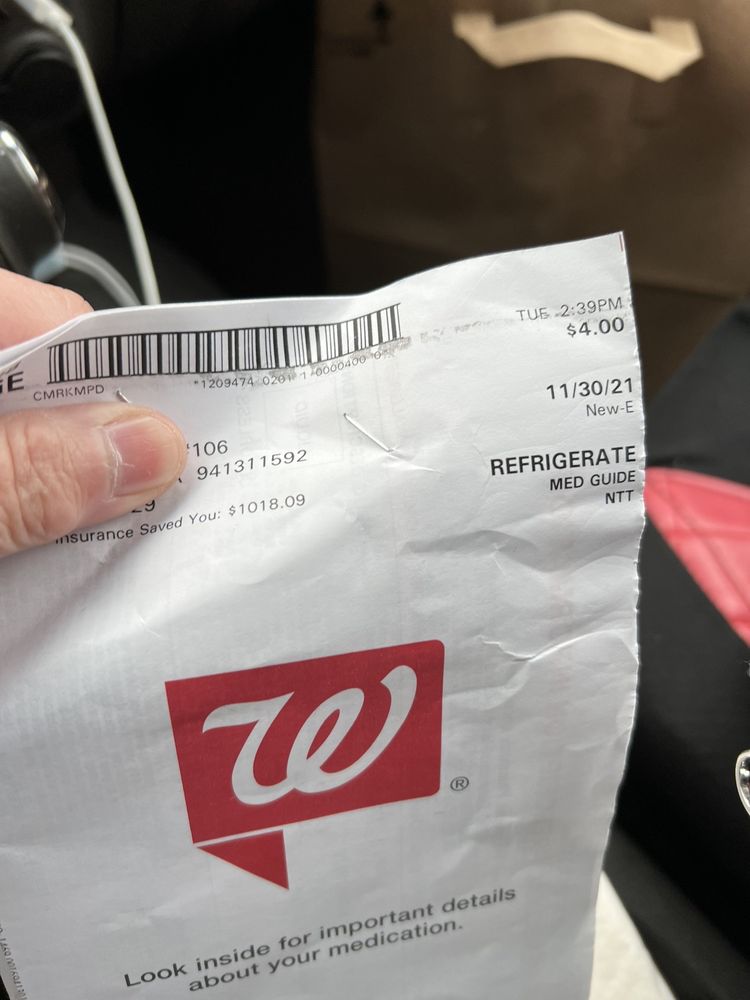 TUE 2:39PM
$4.00
*1209474 0201 1-0000400
CMRKMPD
11/30/21
New-E
106
941311592
29
Insurance Saved You: $1018.09
REFRIGERATE
MED GUIDE
NTT
®
Look inside for important details
about your medication.